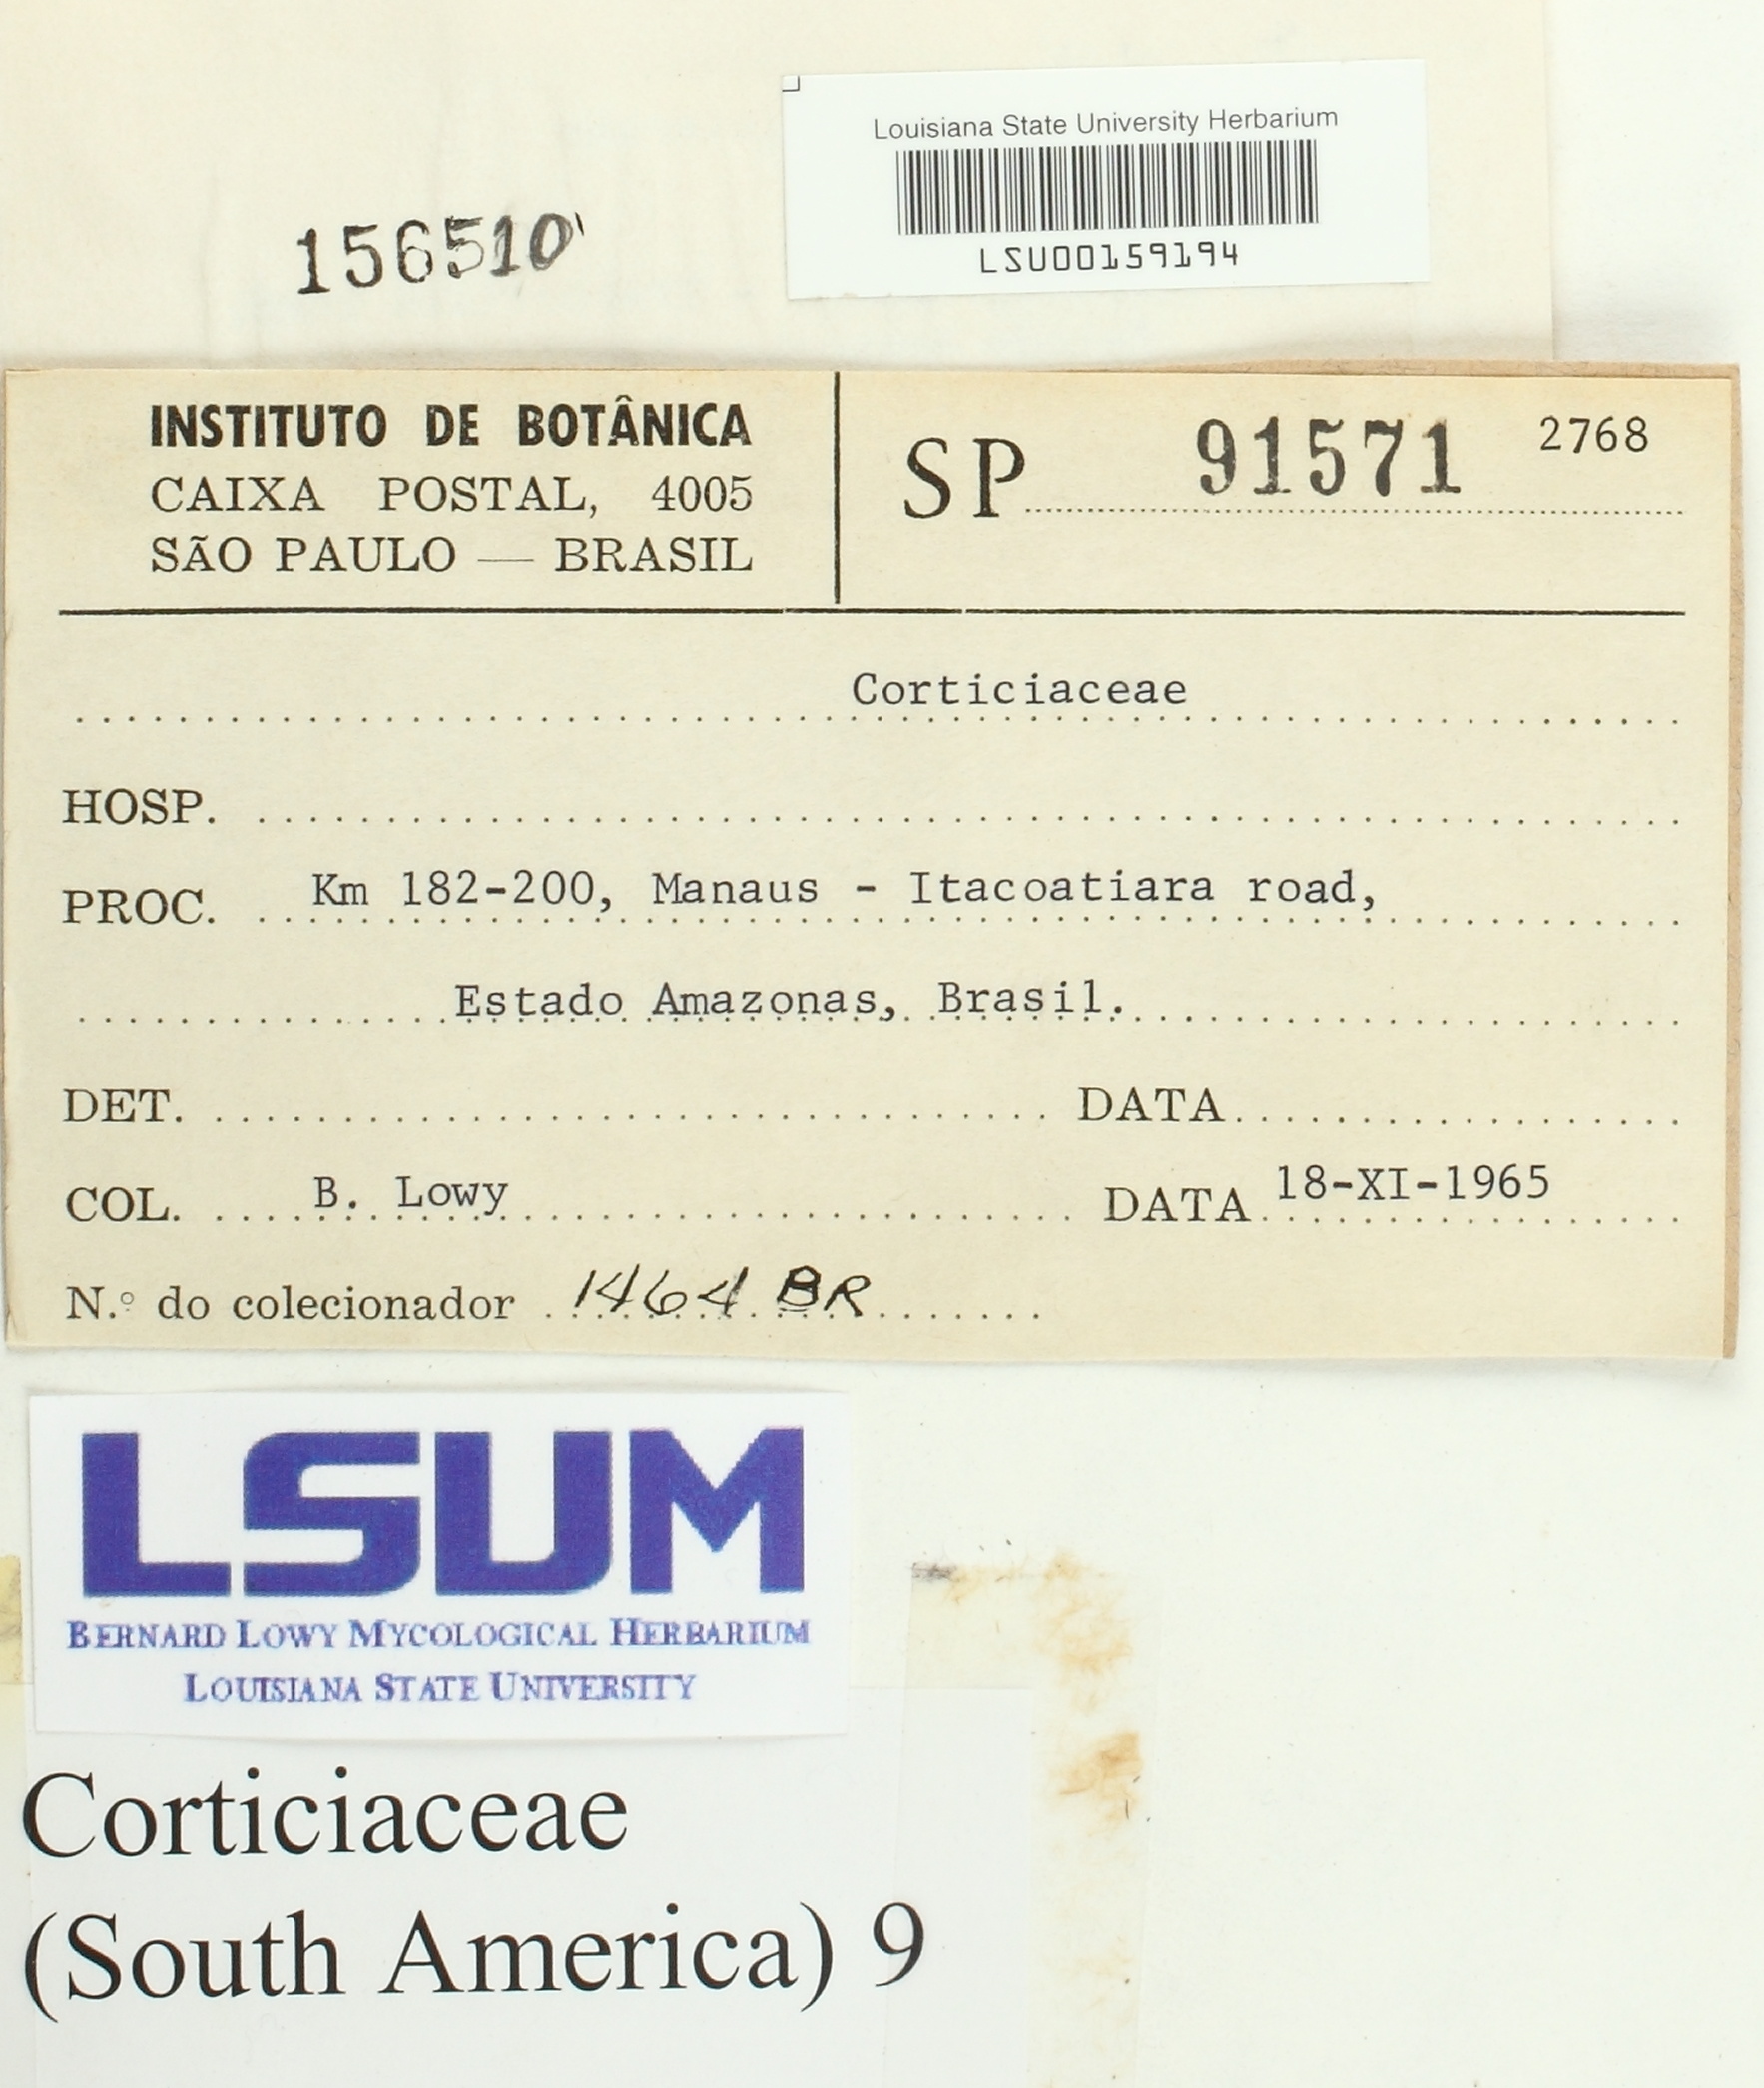 Louisiana State University Herbarium
LSU00159194
156510
INSTITUTO DE BOTÂNICA
CAIXA POSTAL, 4005
SÃO PAULO — BRASIL
SP 91571 2768
Corticiaceae
HOSP.
PROC. Km 182-200, Manaus - Itacoatiara road,
Estado Amazonas, Brasil.
DET. DATA
COL. B. Lowy DATA 18-XI-1965
N.º do colecionador 1464 BR
LSUM
BERNARD LOWY MYCOLOGICAL HERBARIUM
LOUISIANA STATE UNIVERSITY
Corticiaceae
(South America) 9